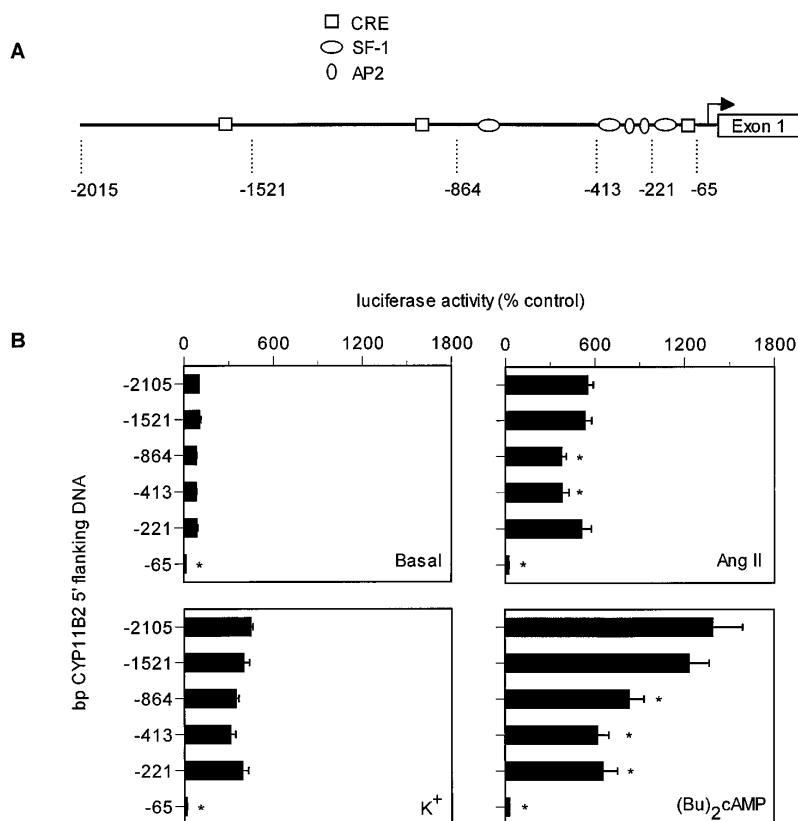 CRE
SF-1
AP2
A
Exon 1
-2015 -1521 -864 -413 -221 -65
luciferase activity (% control)
B
0 600 1200 1800 0 600 1200 1800
bp CYP11B2 5' flanking DNA
-2105
-1521
-864 *
-413 *
-221
-65 * Basal * Ang II
-2105
-1521
-864 *
-413 *
-221 *
-65 * K+ * (Bu)2cAMP